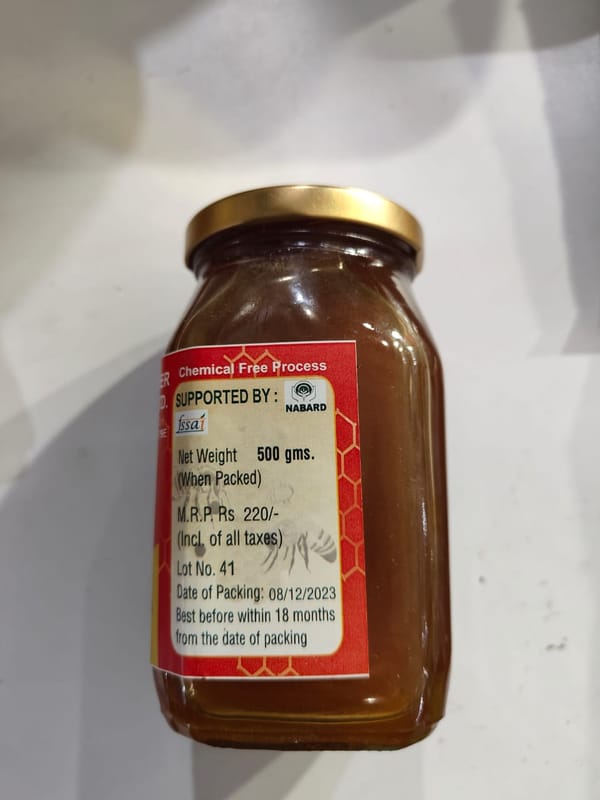 Chemical Free Process
SUPPORTED BY :
NABARD
fssai
Net Weight 500 gms.
(When Packed)
M.R.P. Rs 220/-
(Incl. of all taxes)
Lot No. 41
Date of Packing: 08/12/2023
Best before within 18 months
from the date of packing